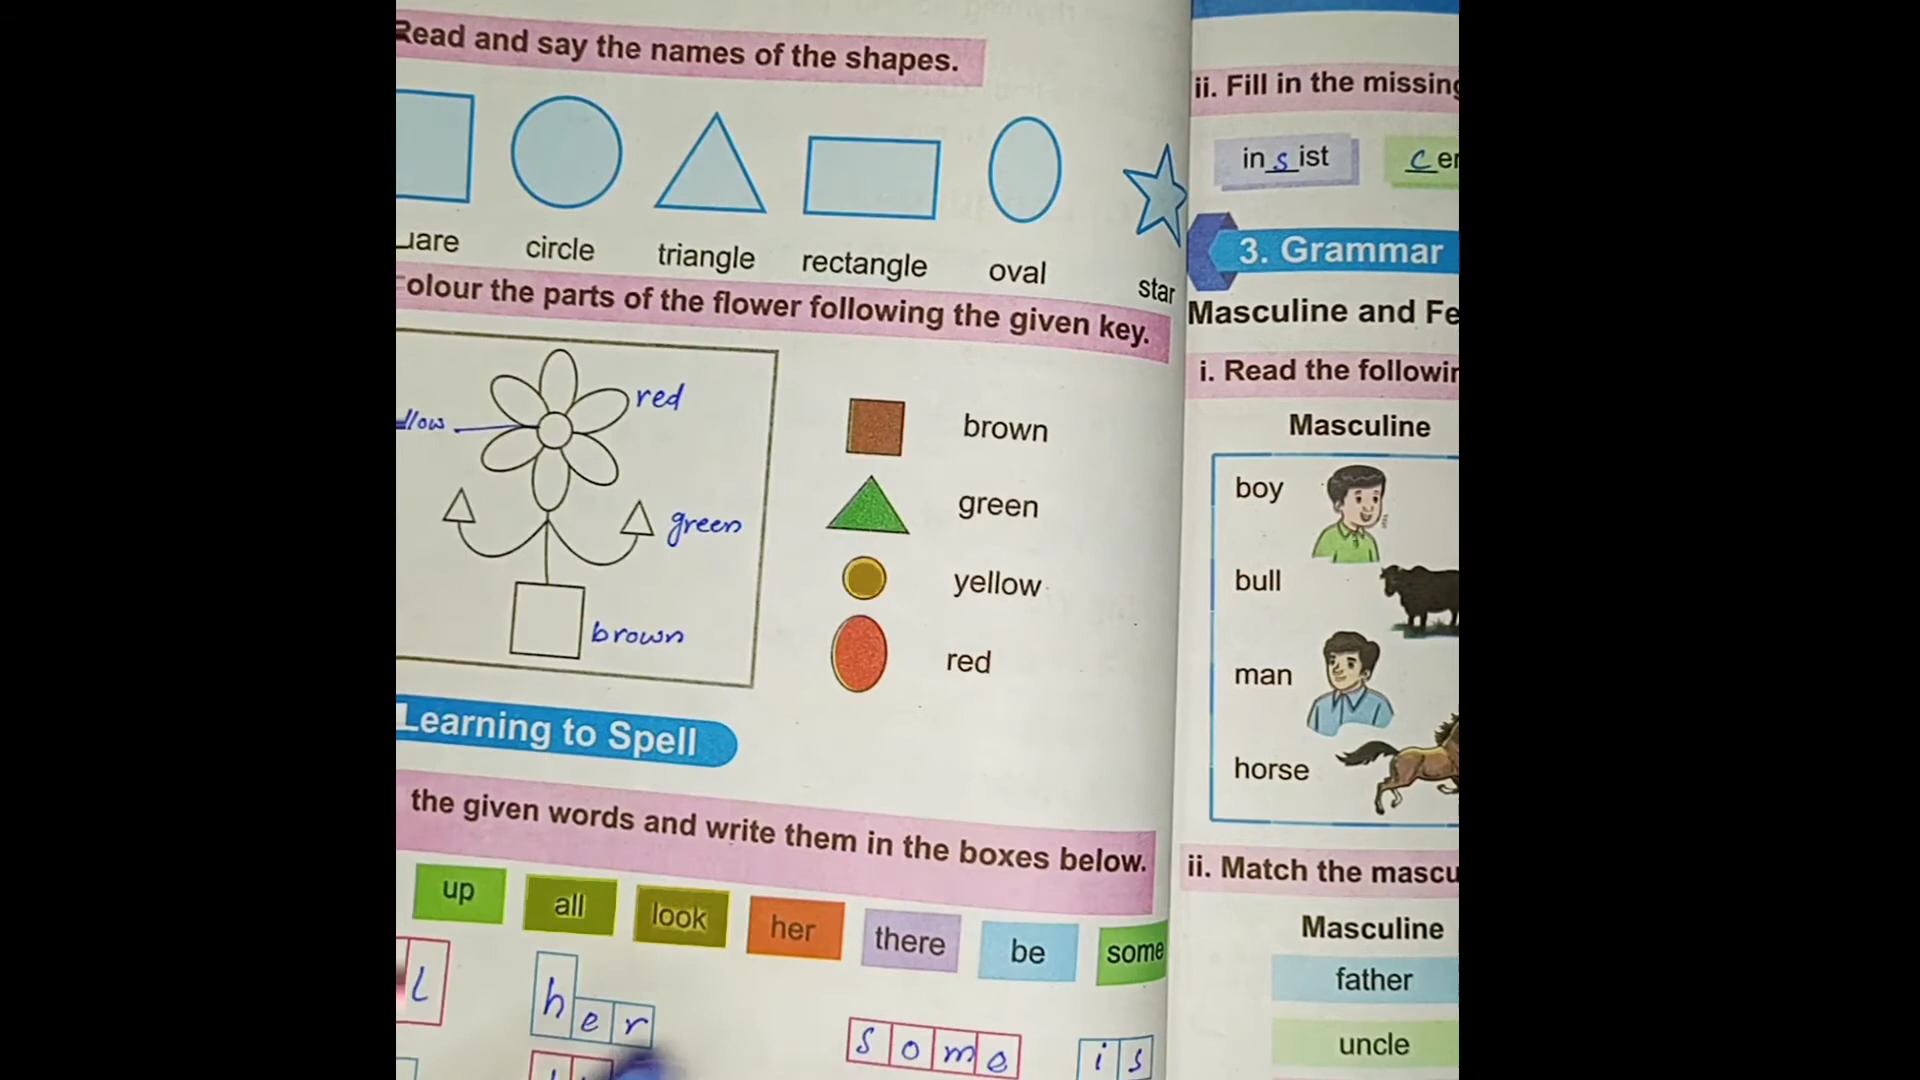 Read and say the names of the shapes.
uare circle triangle rectangle oval star
Colour the parts of the flower following the given key.
red
llow
green
brown
brown
green
yellow
red
Learning to Spell
the given words and write them in the boxes below.
up all look her there be some
l her some is
ii. Fill in the missing
in s ist c er
3. Grammar
Masculine and Fe
i. Read the followin
Masculine
boy
bull
man
horse
ii. Match the mascu
Masculine
father
uncle